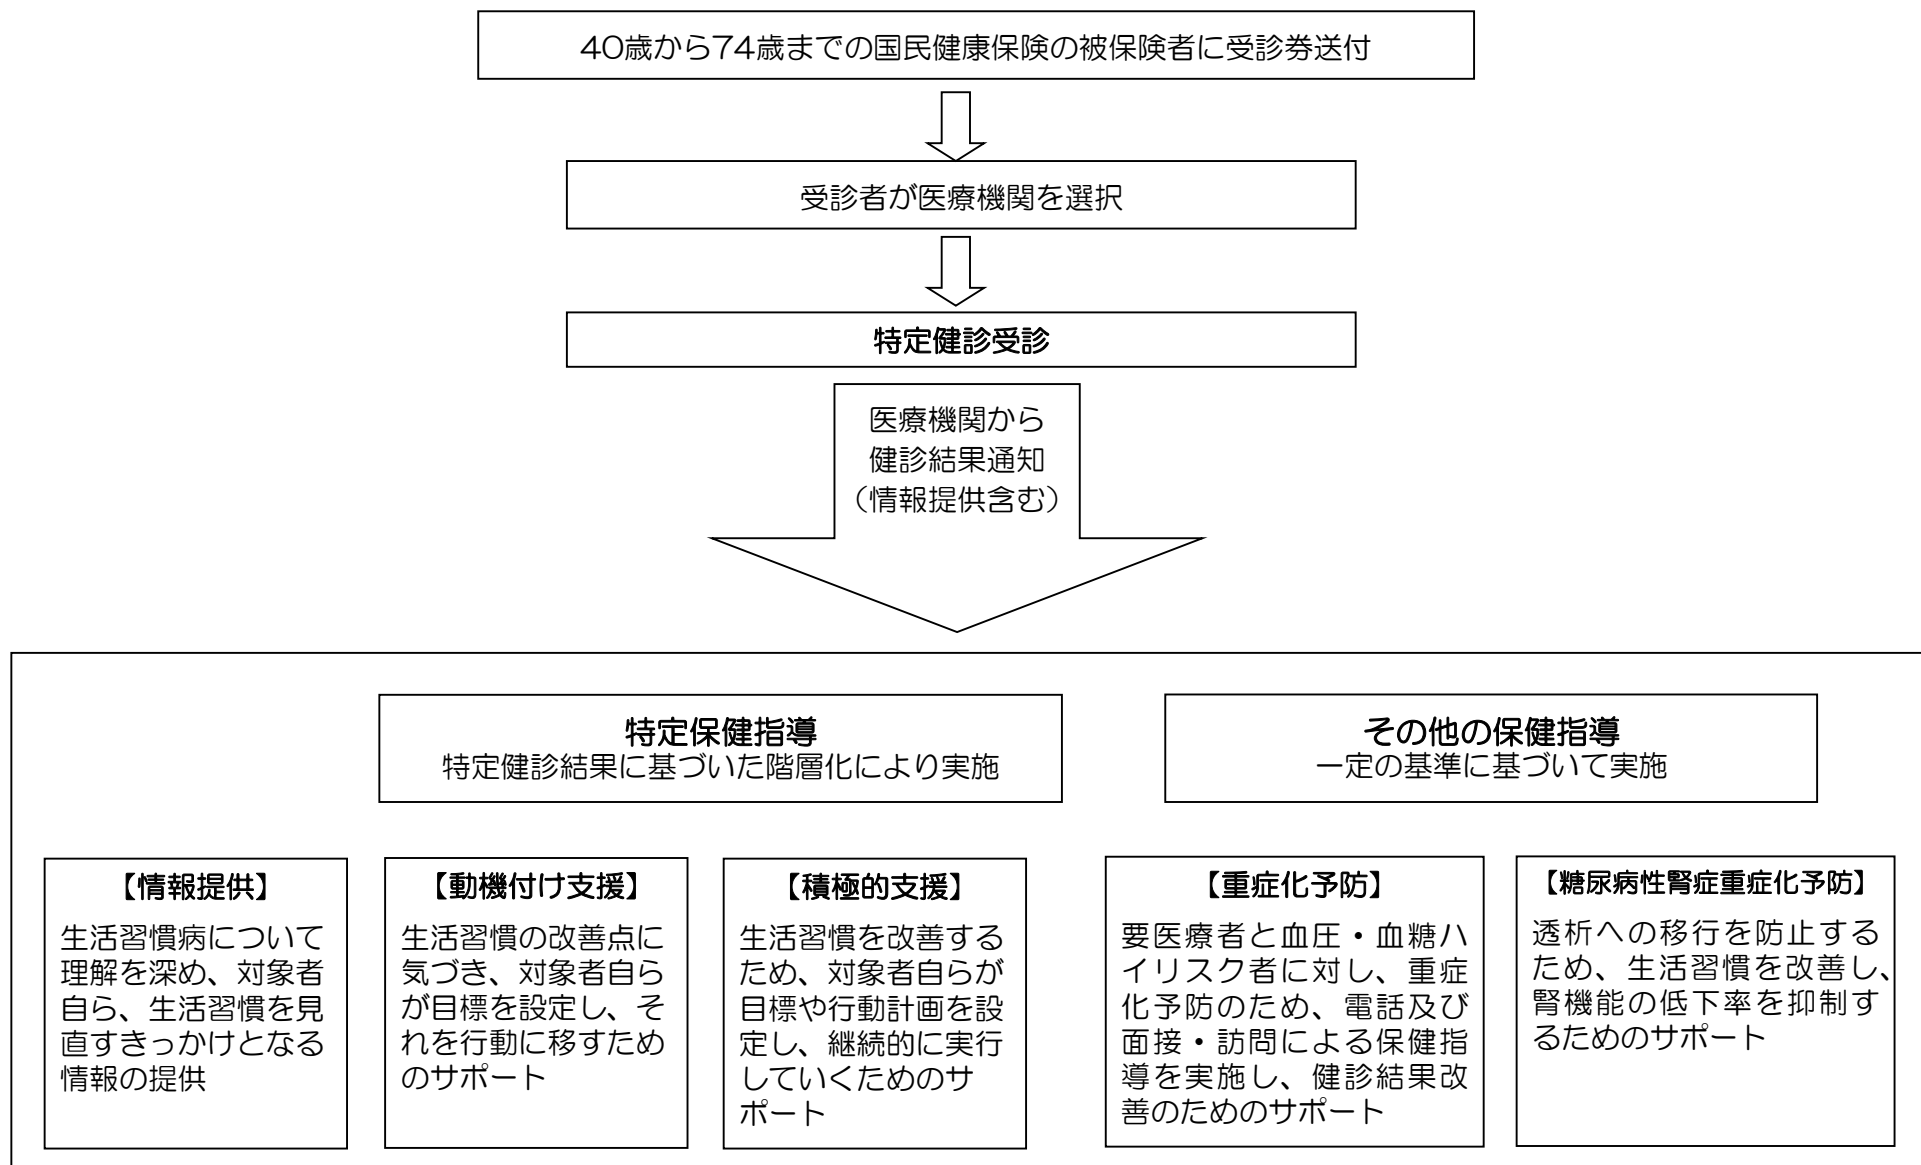 40歳から74歳までの国民健康保険の被保険者に受診券送付
受診者が医療機関を選択
特定健診受診
医療機関から
健診結果通知
（情報提供含む）
特定保健指導
特定健診結果に基づいた階層化により実施
その他の保健指導
一定の基準に基づいて実施
【情報提供】
生活習慣病について
理解を深め、対象者
自ら、生活習慣を見
直すきっかけとなる
情報の提供
【動機付け支援】
生活習慣の改善点に
気づき、対象者自ら
が目標を設定し、そ
れを行動に移すため
のサポート
【積極的支援】
生活習慣を改善する
ため、対象者自らが
目標や行動計画を設
定し、継続的に実行
していくためのサ
ポート
【重症化予防】
要医療者と血圧・血糖ハ
イリスク者に対し、重症
化予防のため、電話及び
面接・訪問による保健指
導を実施し、健診結果改
善のためのサポート
【糖尿病性腎症重症化予防】
透析への移行を防止する
ため、生活習慣を改善し、
腎機能の低下率を抑制す
るためのサポート